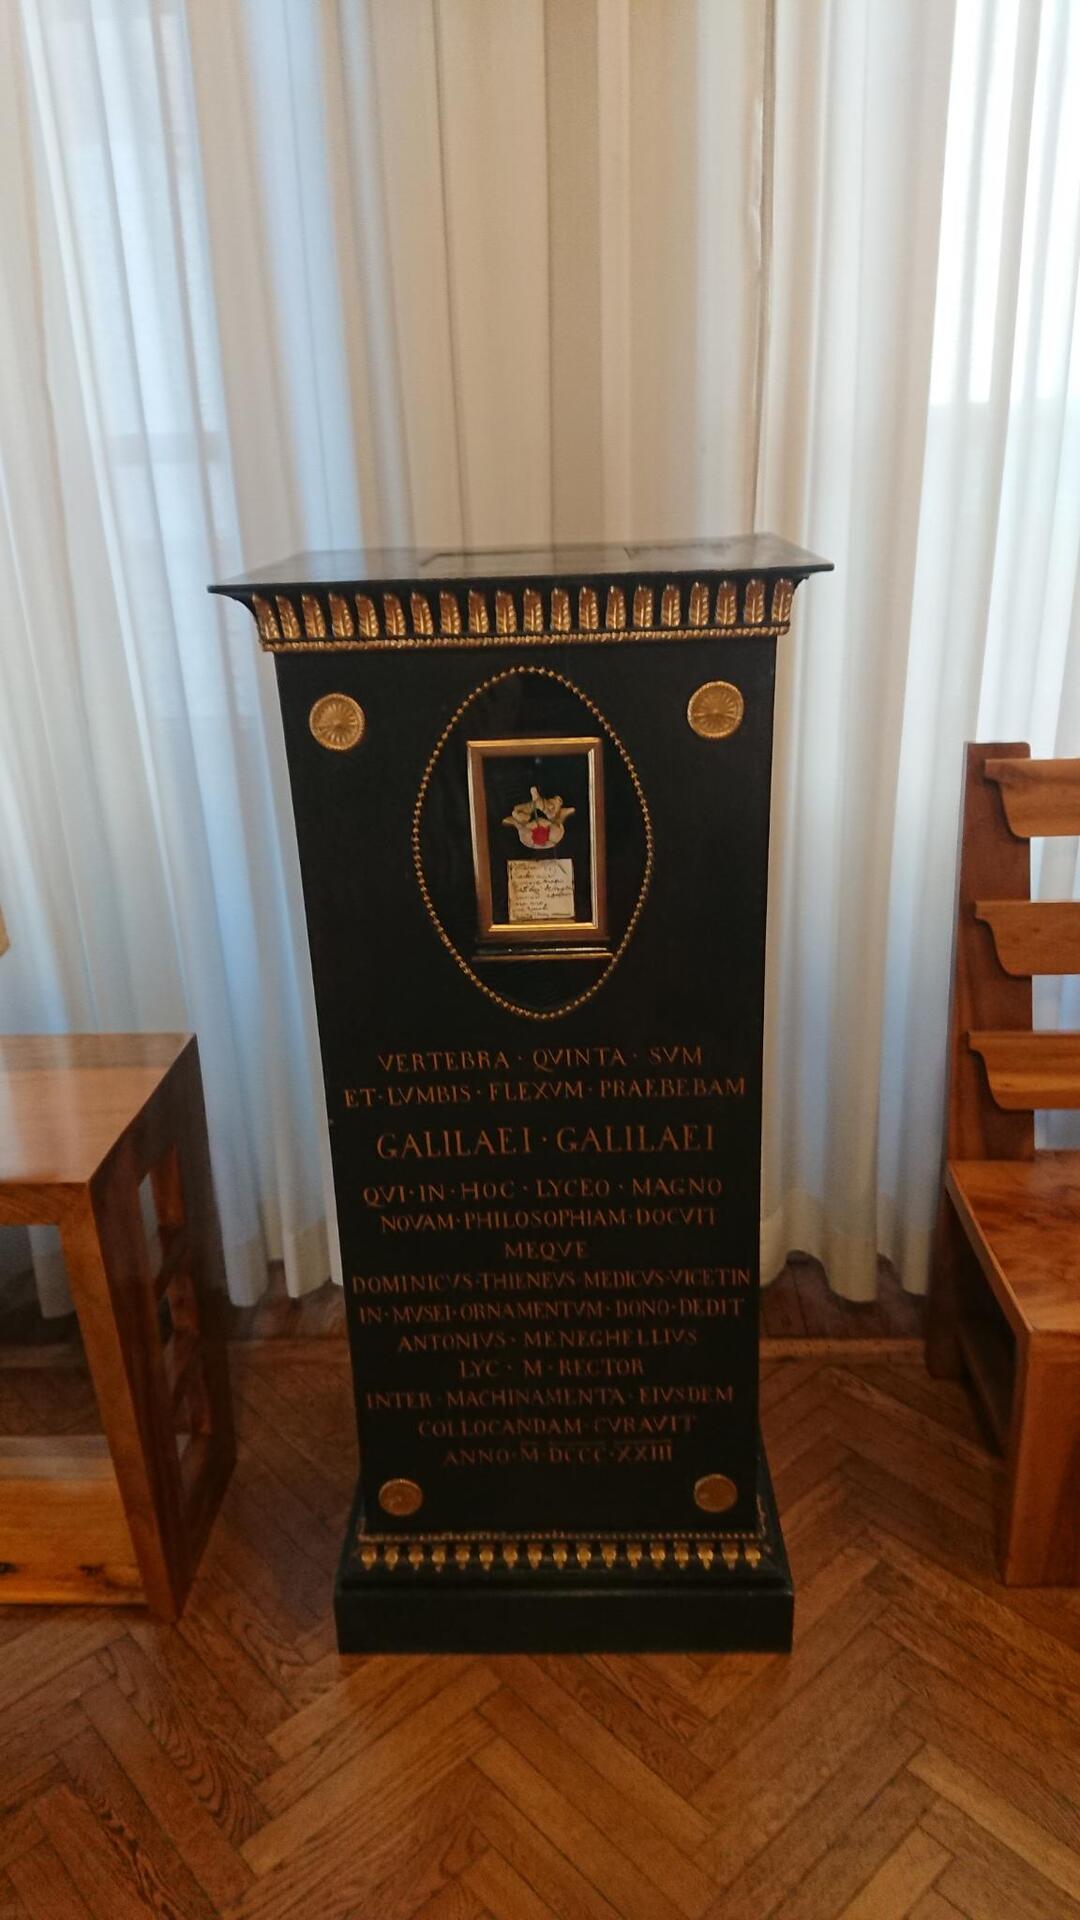 VERTEBRA · QVINTA · SVM
ET · LVMBIS · FLEXVM · PRAEBEBAM
GALILAEI · GALILAEI
QVI · IN · HOC · LYCEO · MAGNO
NOVAM · PHILOSOPHIAM · DOCVIT
MEQVE
DOMINICVS · THIENEVS · MEDICVS · VICETIN
IN · MVSEI · ORNAMENTVM · DONO · DEDIT
ANTONIVS · MENEGHELLIVS
LYC · M · RECTOR
INTER · MACHINAMENTA · EIVSDEM
COLLOCANDAM · CVRAVIT
ANNO · M · DCCC · XXIII